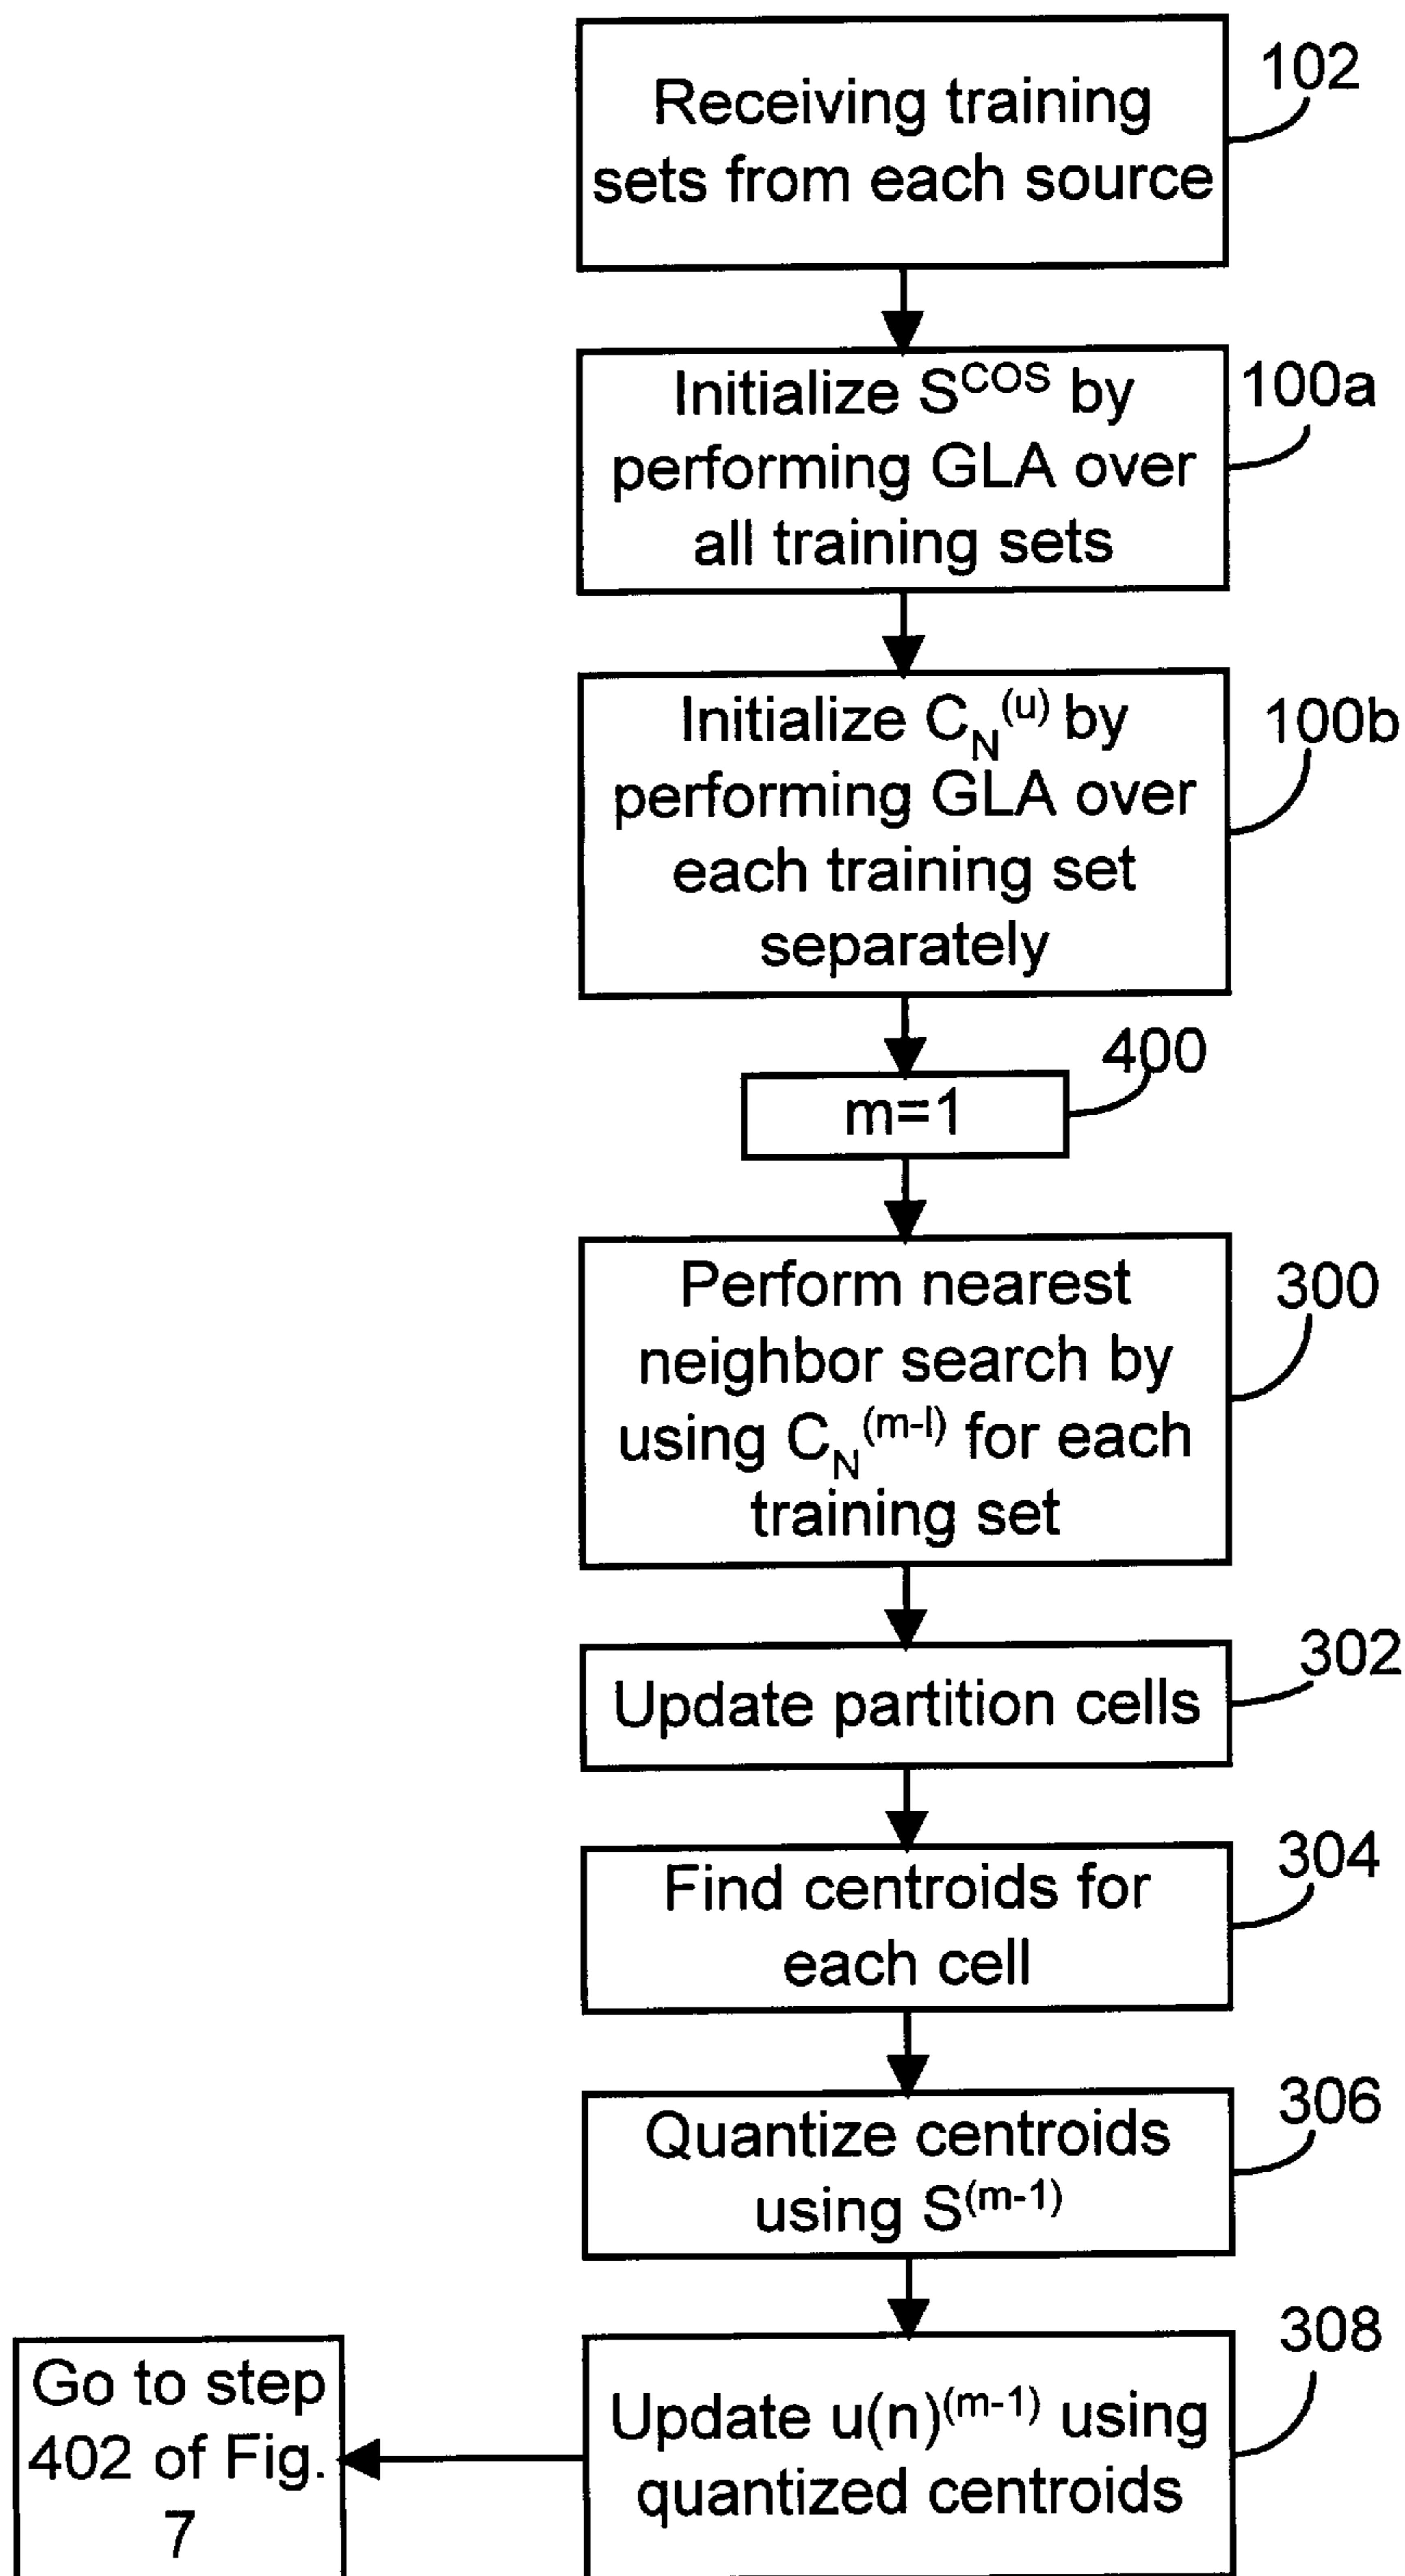 Receiving training
sets from each source
102
Initialize S^COS by
performing GLA over
all training sets
100a
Initialize C_N^(u) by
performing GLA over
each training set
separately
100b
m=1
400
Perform nearest
neighbor search by
using C_N^(m-l) for each
training set
300
Update partition cells
302
Find centroids for
each cell
304
Quantize centroids
using S^(m-1)
306
Update u(n)^(m-1) using
quantized centroids
308
Go to step
402 of Fig.
7